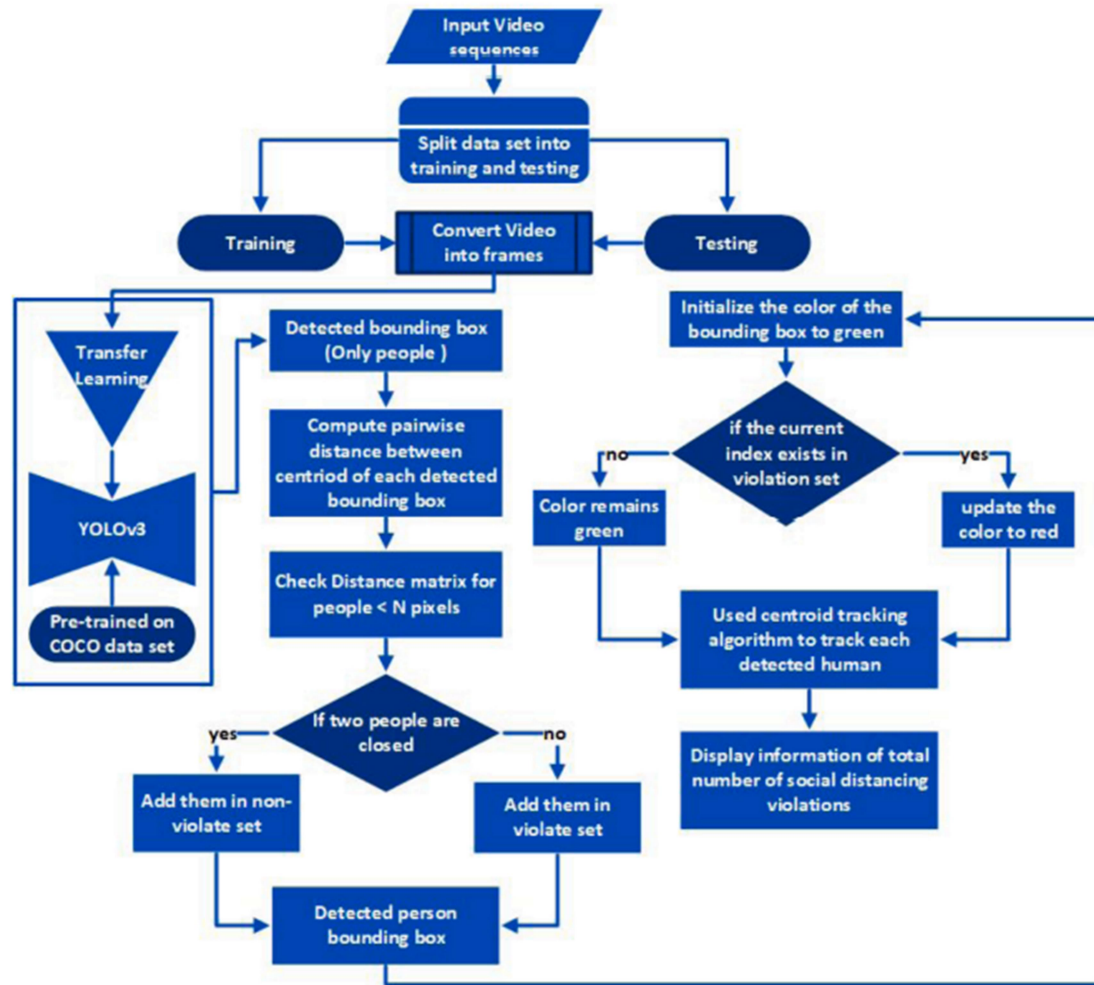 Input Video
sequences
Split data set into
training and testing
Training
Convert Video
into frames
Testing
Transfer
Learning
YOLOv3
Pre-trained on
COCO data set
Detected bounding box
(Only people )
Compute pairwise
distance between
centriod of each detected
bounding box
Check Distance matrix for
people < N pixels
If two people are
closed
yes
no
Add them in non-
violate set
Add them in
violate set
Detected person
bounding box
Initialize the color of the
bounding box to green
if the current
index exists in
violation set
no
yes
Color remains
green
update the
color to red
Used centroid tracking
algorithm to track each
detected human
Display information of total
number of social distancing
violations